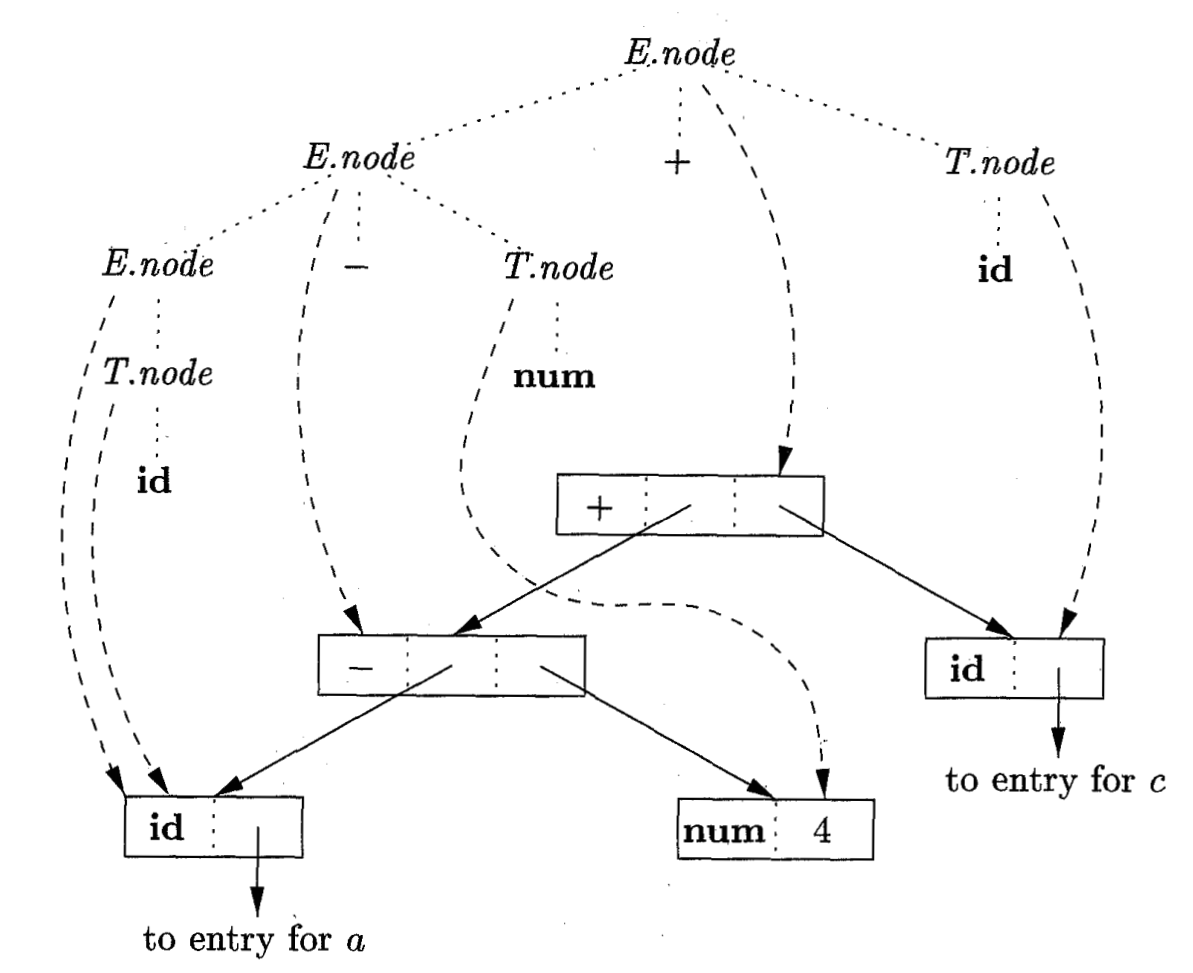 E.node
E.node + T.node
E.node − T.node id
T.node num
id
+
− id
to entry for c
id num 4
to entry for a